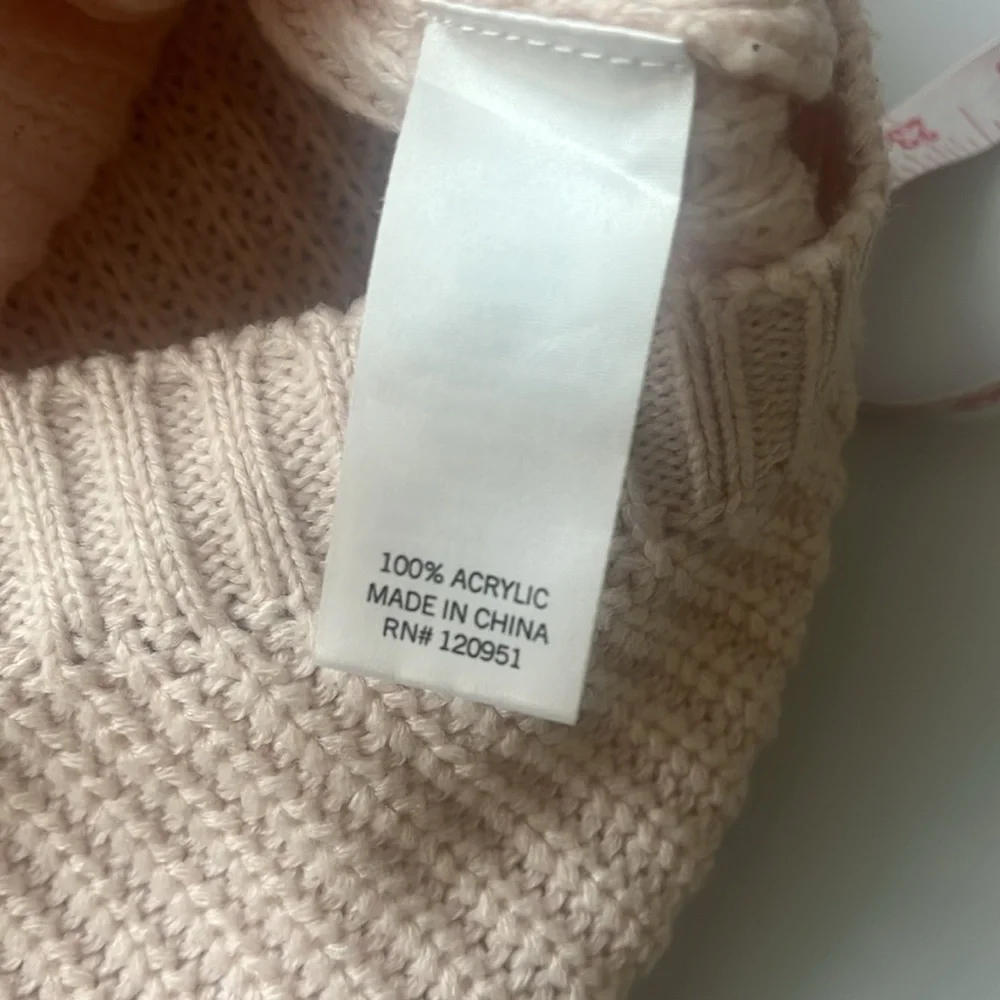 100% ACRYLIC
MADE IN CHINA
RN# 120951